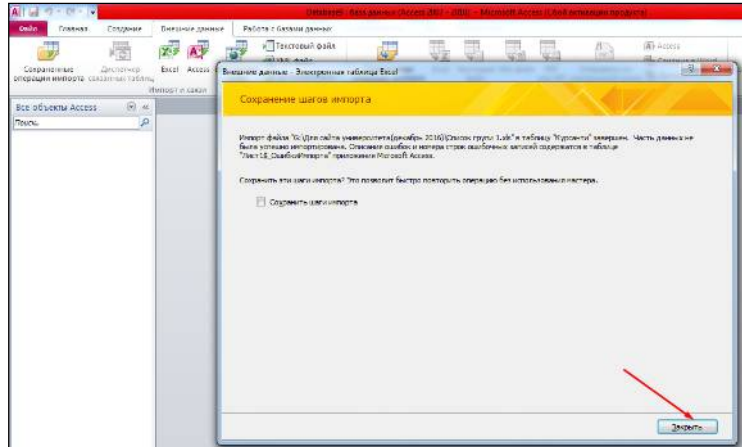 Database5 : база данных (Access 2007 - 2010) - Microsoft Access (Сбой активации продукта)
Файл Главная Создание Внешние данные Работа с базами данных
Текстовый файл
Access
Сохраненные операции импорта
Диспетчер связанных таблиц
Excel Access
Импорт и связи
Внешние данные - Электронная таблица Excel
Все объекты Access
Поиск...
Сохранение шагов импорта
Импорт файла "G:\Для сайта университета(декабрь 2016)\Список групп 1.xls" в таблицу "Курсанты" завершен. Часть данных не
была успешно импортирована. Описания ошибок и номера строк ошибочных записей содержатся в таблице
"Лист1$_ОшибкиИмпорта" приложения Microsoft Access.
Сохранить эти шаги импорта? Это позволит быстро повторить операцию без использования мастера.
Сохранить шаги импорта
Закрыть